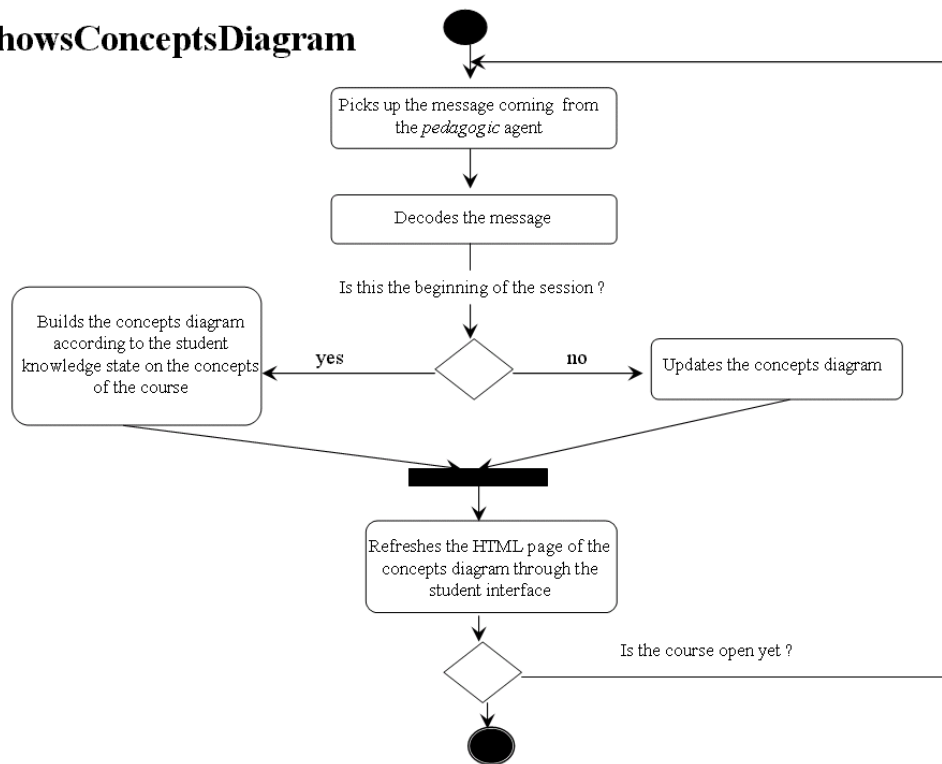 howsConceptsDiagram
Picks up the message coming from
the pedagogic agent
Decodes the message
Is this the beginning of the session ?
Builds the concepts diagram
according to the student
knowledge state on the concepts
of the course
yes
no
Updates the concepts diagram
Refreshes the HTML page of the
concepts diagram through the
student interface
Is the course open yet ?